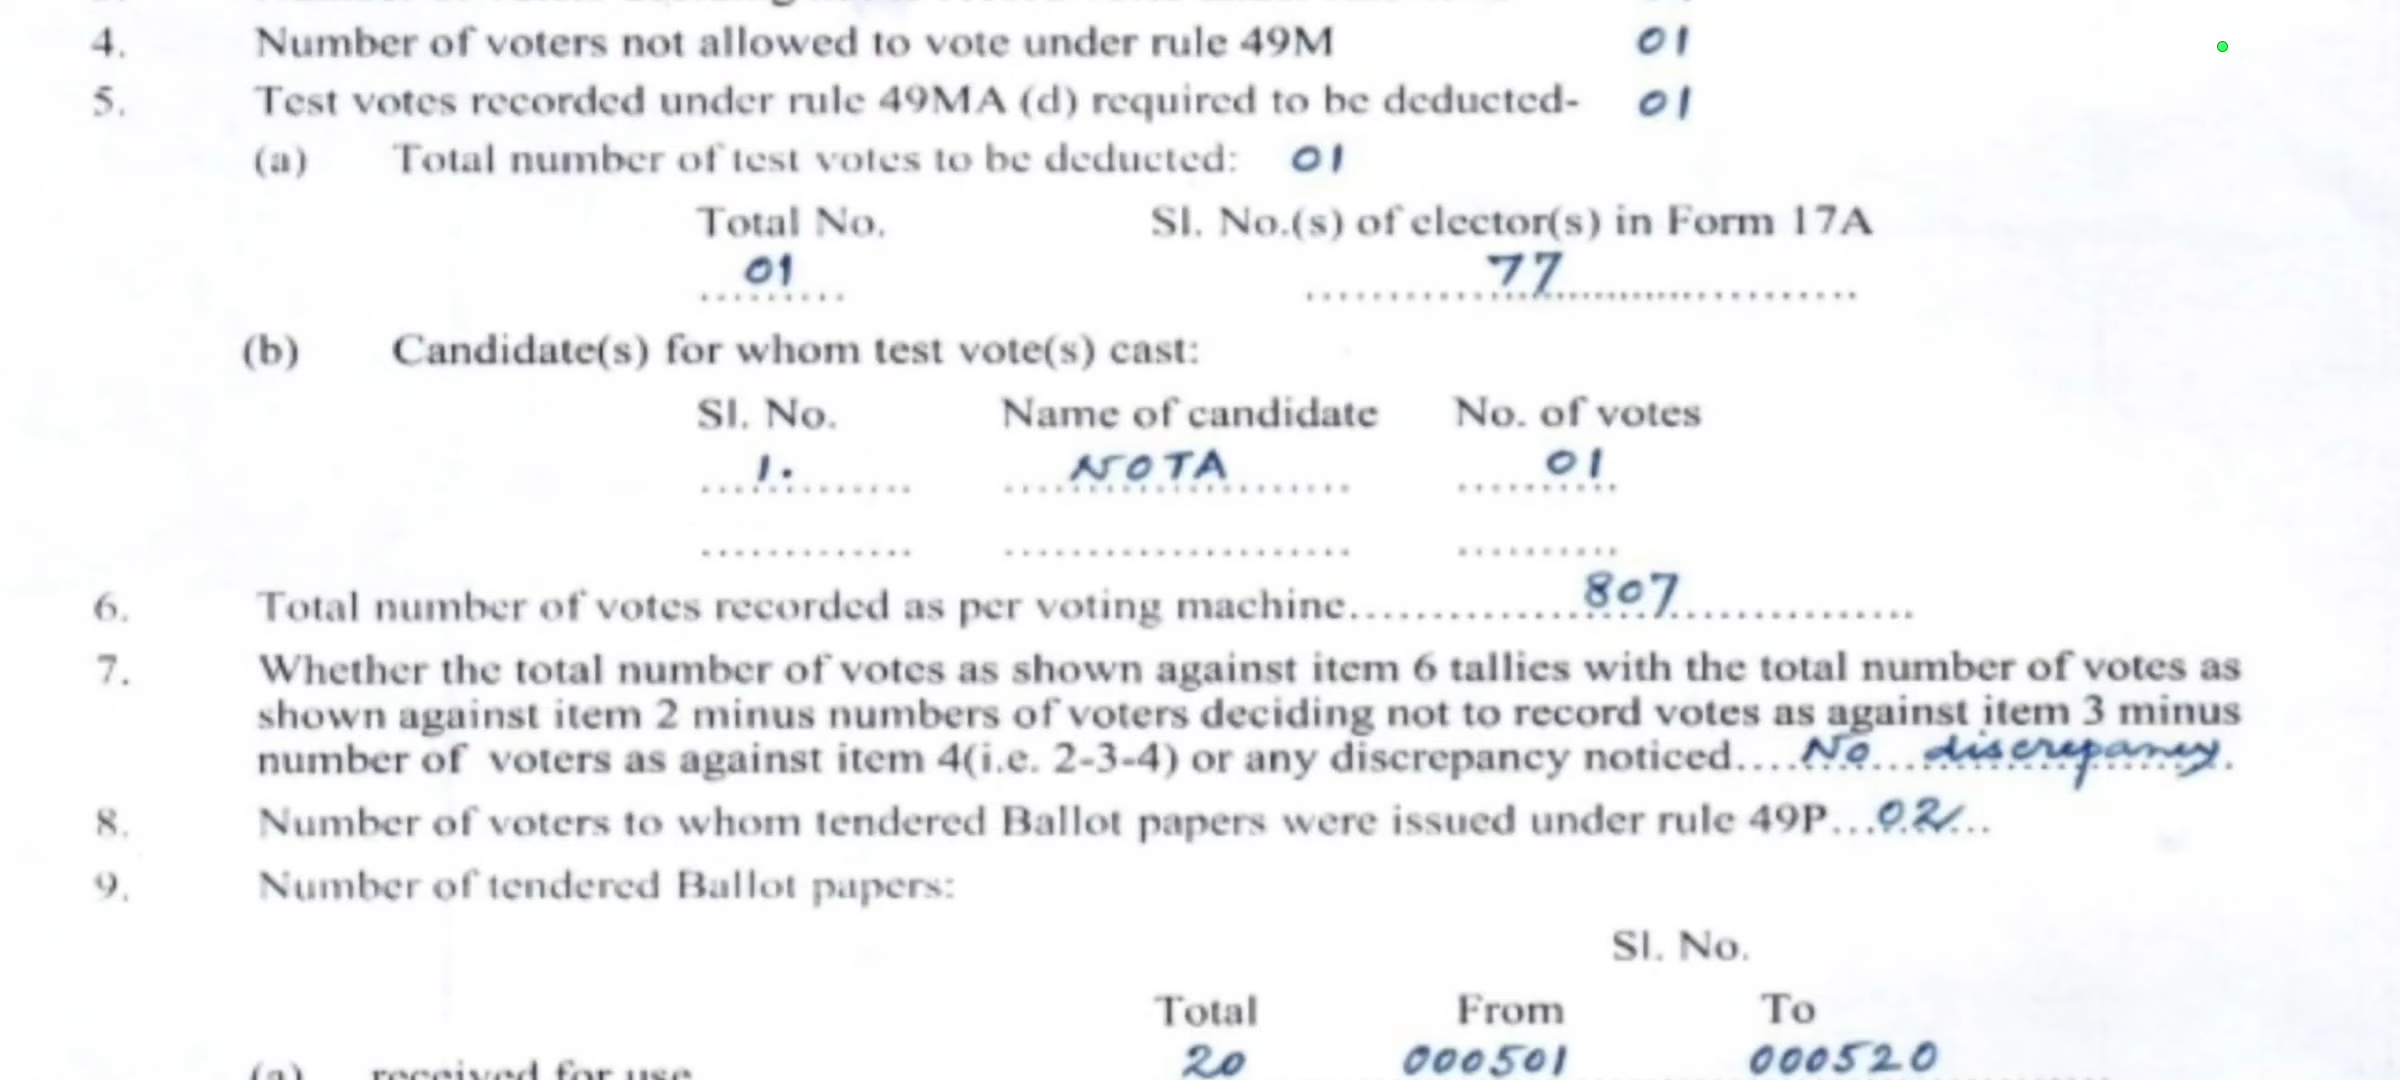 4. Number of voters not allowed to vote under rule 49M 01
5. Test votes recorded under rule 49MA (d) required to be deducted- 01
(a) Total number of test votes to be deducted: 01
Total No. Sl. No.(s) of elector(s) in Form 17A
01 77
(b) Candidate(s) for whom test vote(s) cast:
Sl. No. Name of candidate No. of votes
1. NOTA 01
6. Total number of votes recorded as per voting machine 807
7. Whether the total number of votes as shown against item 6 tallies with the total number of votes as
shown against item 2 minus numbers of voters deciding not to record votes as against item 3 minus
number of voters as against item 4(i.e. 2-3-4) or any discrepancy noticed.... No discrepancy.
8. Number of voters to whom tendered Ballot papers were issued under rule 49P... 02
9. Number of tendered Ballot papers:
Sl. No.
Total From To
(a) received for use 20 000501 000520